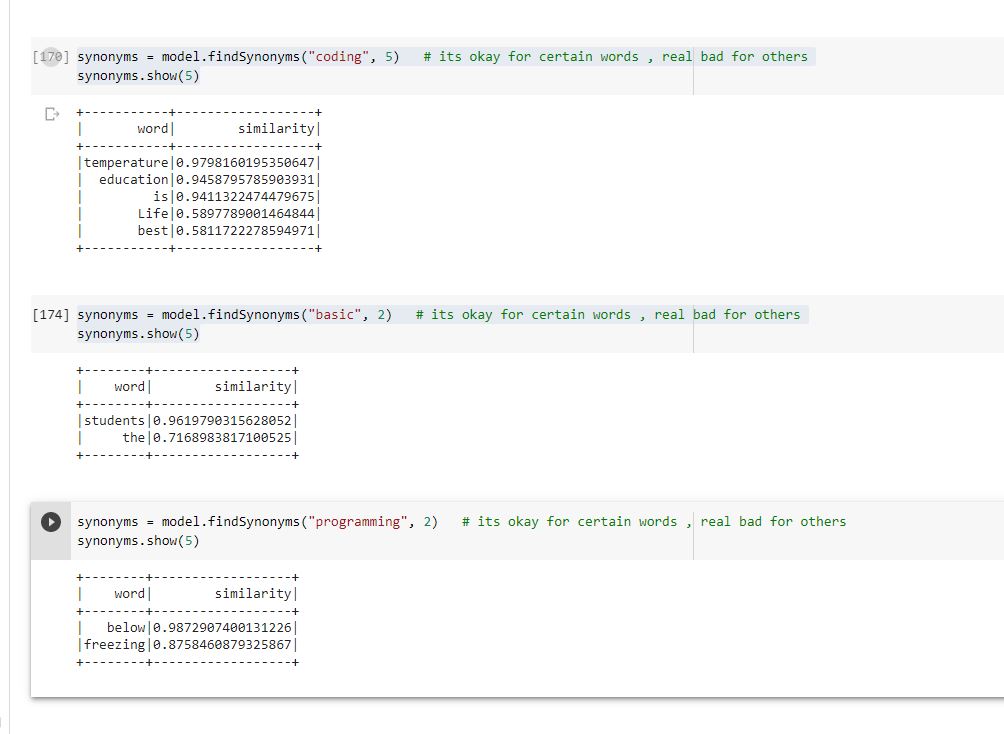 [170] synonyms = model.findSynonyms("coding", 5)   # its okay for certain words , real bad for others
synonyms.show(5)
+-----------+------------------+
|       word|        similarity|
+-----------+------------------+
|temperature|0.9798160195350647|
|  education|0.9458795785903931|
|         is|0.9411322474479675|
|       Life|0.5897789001464844|
|       best|0.5811722278594971|
+-----------+------------------+
[174] synonyms = model.findSynonyms("basic", 2)   # its okay for certain words , real bad for others
synonyms.show(5)
+--------+------------------+
|    word|        similarity|
+--------+------------------+
|students|0.9619790315628052|
|     the|0.7168983817100525|
+--------+------------------+
synonyms = model.findSynonyms("programming", 2)   # its okay for certain words , real bad for others
synonyms.show(5)
+--------+------------------+
|    word|        similarity|
+--------+------------------+
|   below|0.9872907400131226|
|freezing|0.8758460879325867|
+--------+------------------+